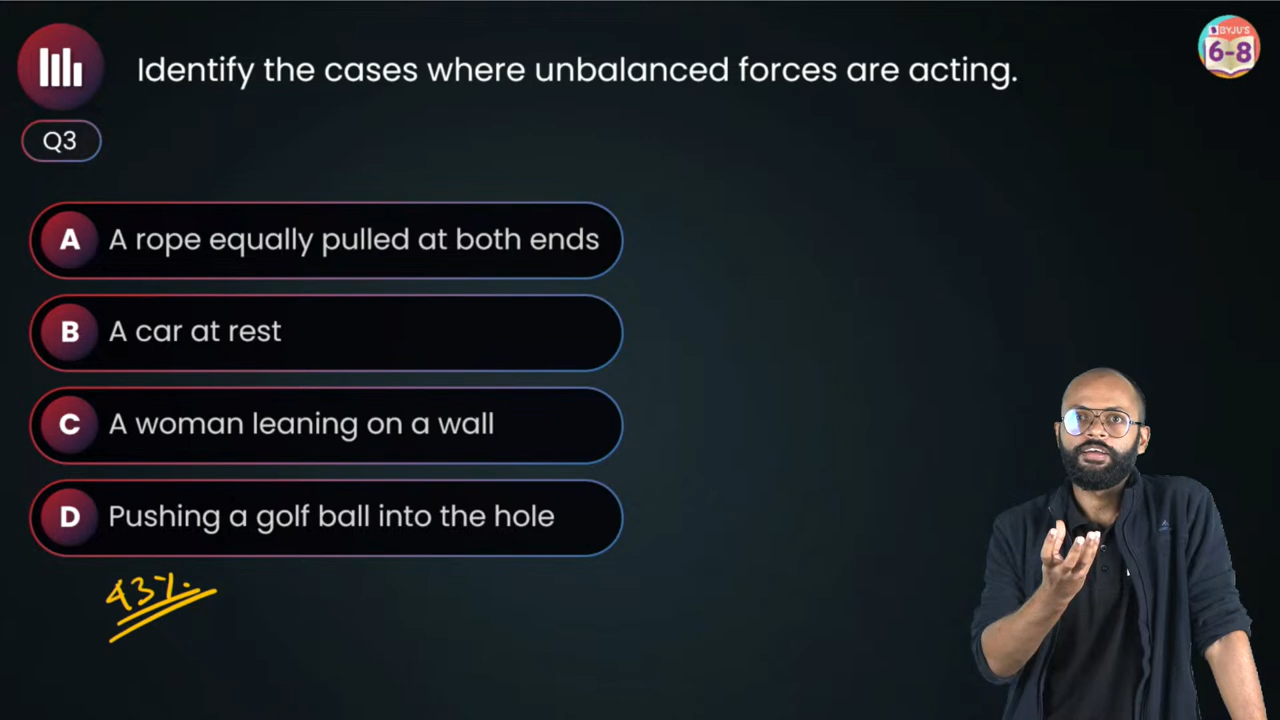 Identify the cases where unbalanced forces are acting.
BYJU'S
6-8
Q3
A A rope equally pulled at both ends
B A car at rest
C A woman leaning on a wall
D Pushing a golf ball into the hole
43%.